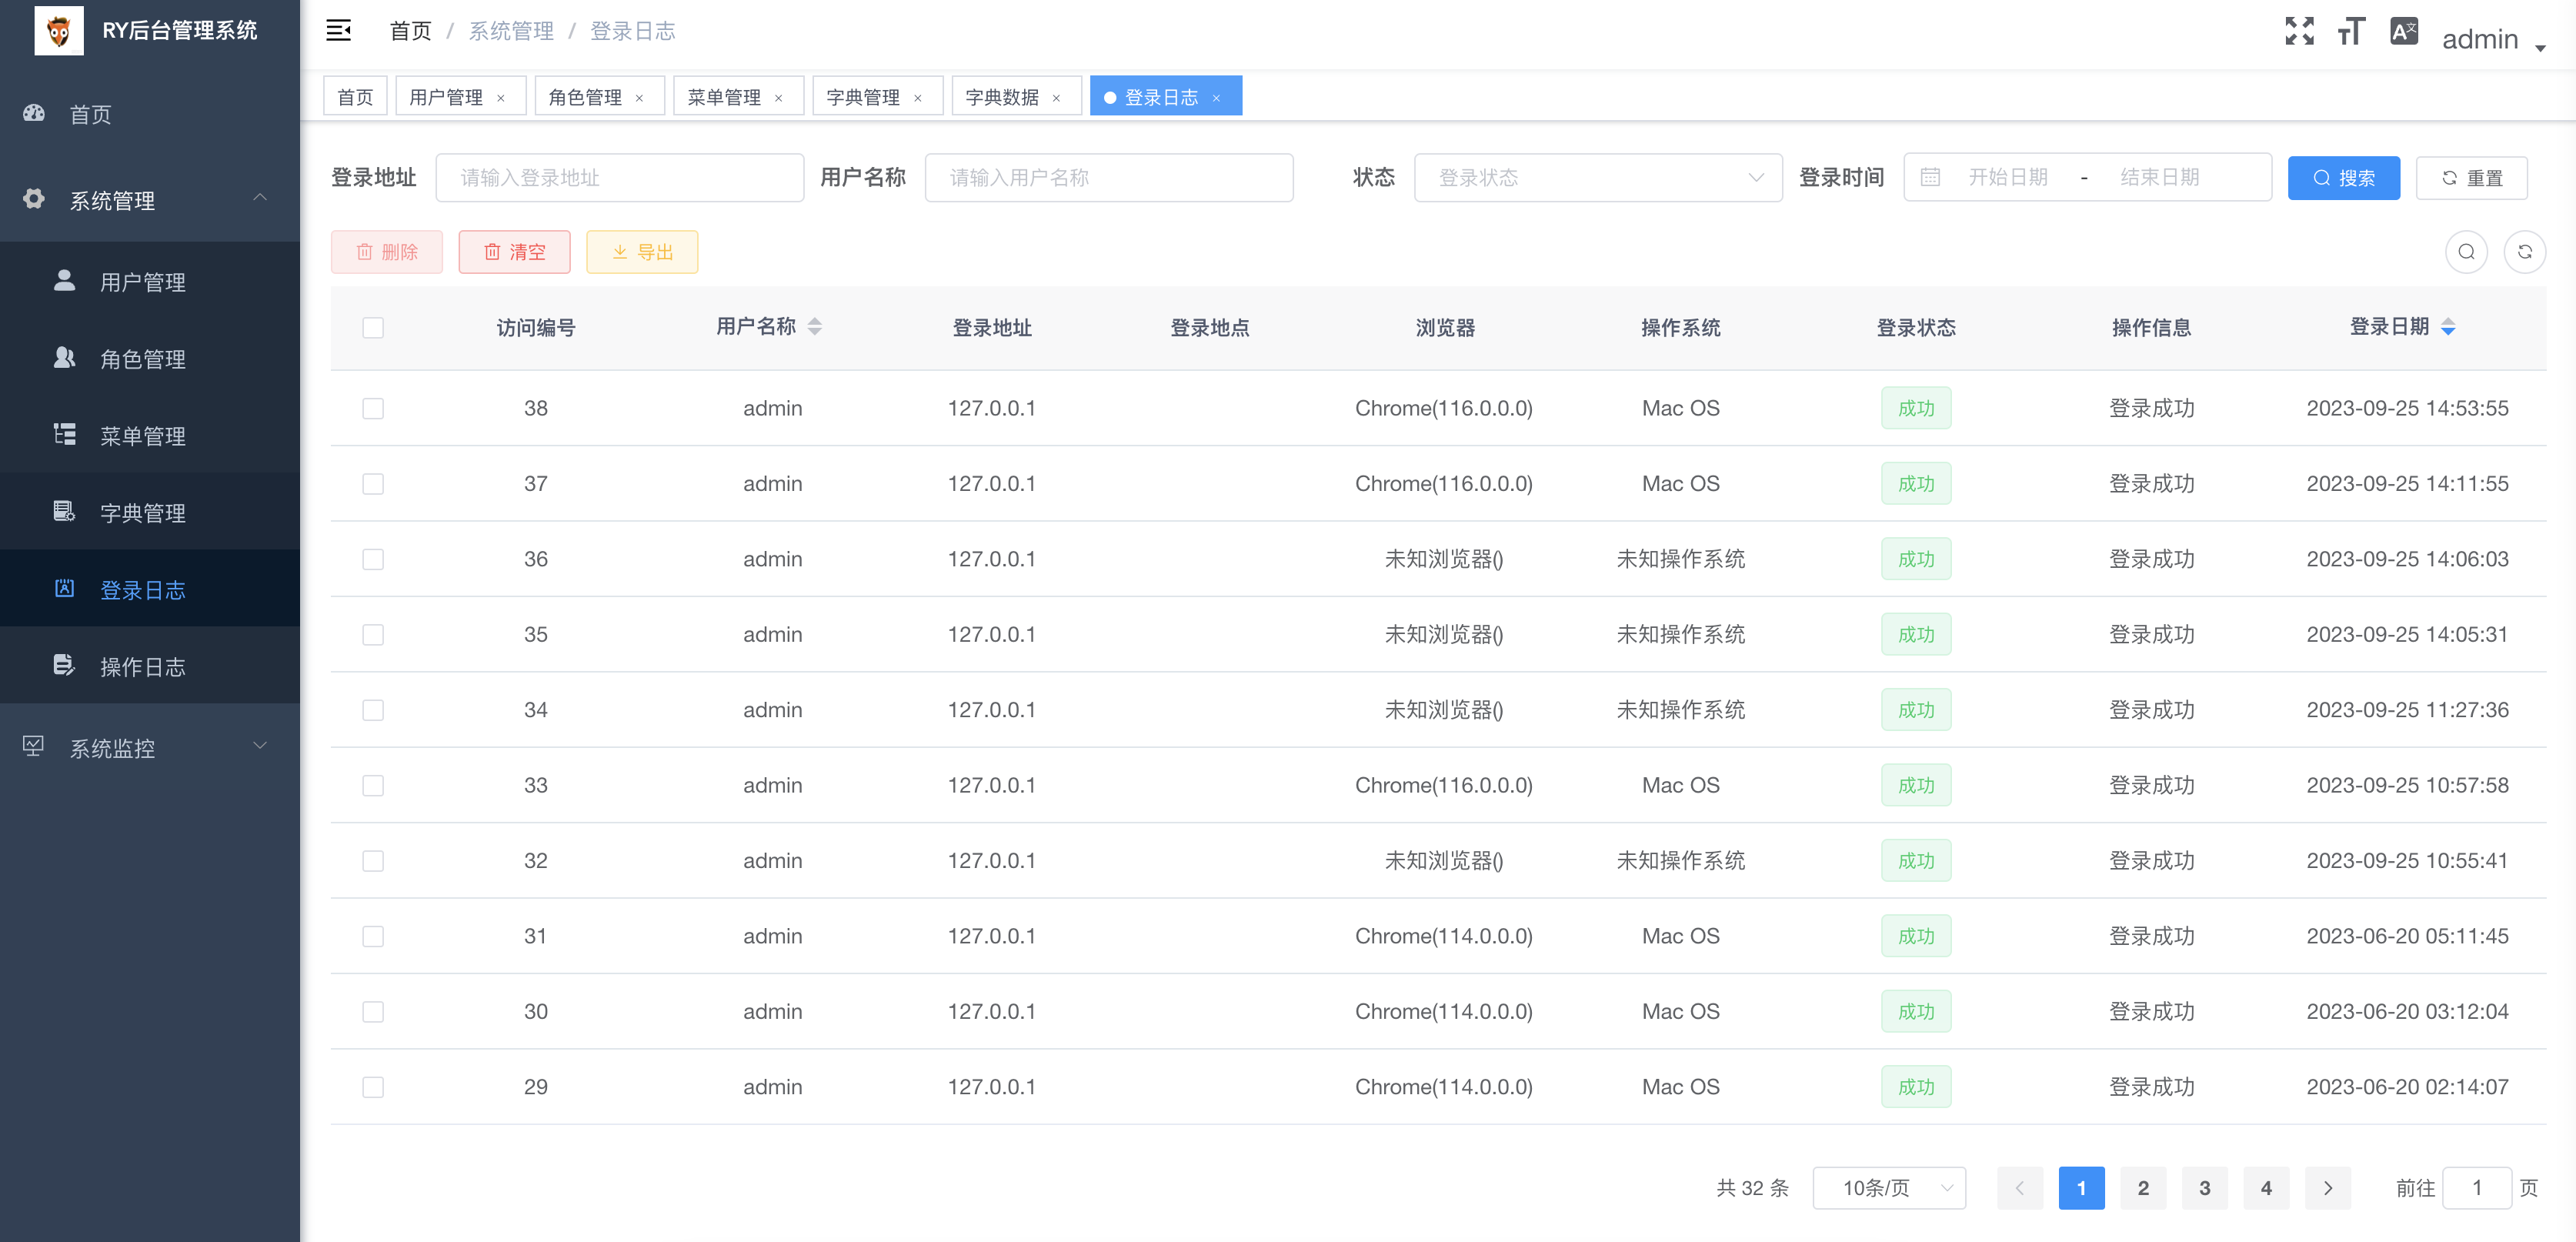 RY后台管理系统
首页 / 系统管理 / 登录日志
admin
首页
系统管理
用户管理
角色管理
菜单管理
字典管理
登录日志
操作日志
系统监控
首页 用户管理 × 角色管理 × 菜单管理 × 字典管理 × 字典数据 × 登录日志 ×
登录地址 请输入登录地址 用户名称 请输入用户名称 状态 登录状态 登录时间 开始日期 - 结束日期 搜索 重置
删除 清空 导出
访问编号 用户名称 登录地址 登录地点 浏览器 操作系统 登录状态 操作信息 登录日期
38 admin 127.0.0.1 Chrome(116.0.0.0) Mac OS 成功 登录成功 2023-09-25 14:53:55
37 admin 127.0.0.1 Chrome(116.0.0.0) Mac OS 成功 登录成功 2023-09-25 14:11:55
36 admin 127.0.0.1 未知浏览器() 未知操作系统 成功 登录成功 2023-09-25 14:06:03
35 admin 127.0.0.1 未知浏览器() 未知操作系统 成功 登录成功 2023-09-25 14:05:31
34 admin 127.0.0.1 未知浏览器() 未知操作系统 成功 登录成功 2023-09-25 11:27:36
33 admin 127.0.0.1 Chrome(116.0.0.0) Mac OS 成功 登录成功 2023-09-25 10:57:58
32 admin 127.0.0.1 未知浏览器() 未知操作系统 成功 登录成功 2023-09-25 10:55:41
31 admin 127.0.0.1 Chrome(114.0.0.0) Mac OS 成功 登录成功 2023-06-20 05:11:45
30 admin 127.0.0.1 Chrome(114.0.0.0) Mac OS 成功 登录成功 2023-06-20 03:12:04
29 admin 127.0.0.1 Chrome(114.0.0.0) Mac OS 成功 登录成功 2023-06-20 02:14:07
共 32 条 10条/页 1 2 3 4 前往 1 页